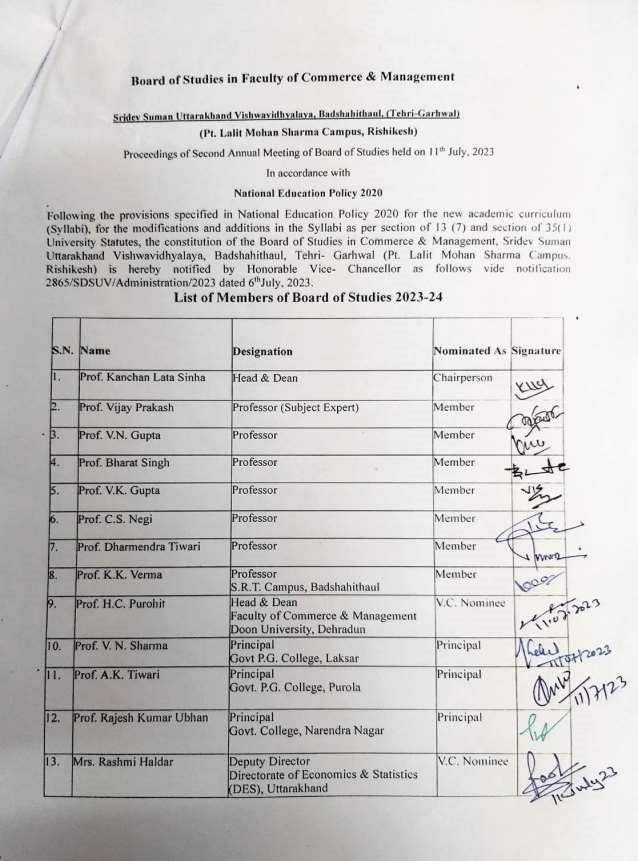 Board of Studies in Faculty of Commerce & Management
Sridev Suman Uttarakhand Vishwavidhyalaya, Badshahithaul, (Tehri-Garhwal)
(Pt. Lalit Mohan Sharma Campus, Rishikesh)
Proceedings of Second Annual Meeting of Board of Studies held on 11th July, 2023
In accordance with
National Education Policy 2020
Following the provisions specified in National Education Policy 2020 for the new academic curriculum
(Syllabi), for the modifications and additions in the Syllabi as per section of 13 (7) and section of 35(1)
University Statutes, the constitution of the Board of Studies in Commerce & Management, Sridev Suman
Uttarakhand Vishwavidhyalaya, Badshahithaul, Tehri- Garhwal (Pt. Lalit Mohan Sharma Campus.
Rishikesh) is hereby notified by Honorable Vice- Chancellor as follows vide notification
2865/SDSUV/Administration/2023 dated 6thJuly, 2023.
List of Members of Board of Studies 2023-24
S.N. Name Designation Nominated As Signature
1. Prof. Kanchan Lata Sinha Head & Dean Chairperson
2. Prof. Vijay Prakash Professor (Subject Expert) Member
3. Prof. V.N. Gupta Professor Member
4. Prof. Bharat Singh Professor Member
5. Prof. V.K. Gupta Professor Member
6. Prof. C.S. Negi Professor Member
7. Prof. Dharmendra Tiwari Professor Member
8. Prof. K.K. Verma Professor Member
S.R.T. Campus, Badshahithaul
9. Prof. H.C. Purohit Head & Dean V.C. Nominee
Faculty of Commerce & Management 11.07.2023
Doon University, Dehradun
10. Prof. V. N. Sharma Principal Principal
Govt P.G. College, Laksar 11/07/2023
11. Prof. A.K. Tiwari Principal Principal
Govt. P.G. College, Purola 11/7/23
12. Prof. Rajesh Kumar Ubhan Principal Principal
Govt. College, Narendra Nagar
13. Mrs. Rashmi Haldar Deputy Director V.C. Nominee
Directorate of Economics & Statistics
(DES), Uttarakhand 11 July 23